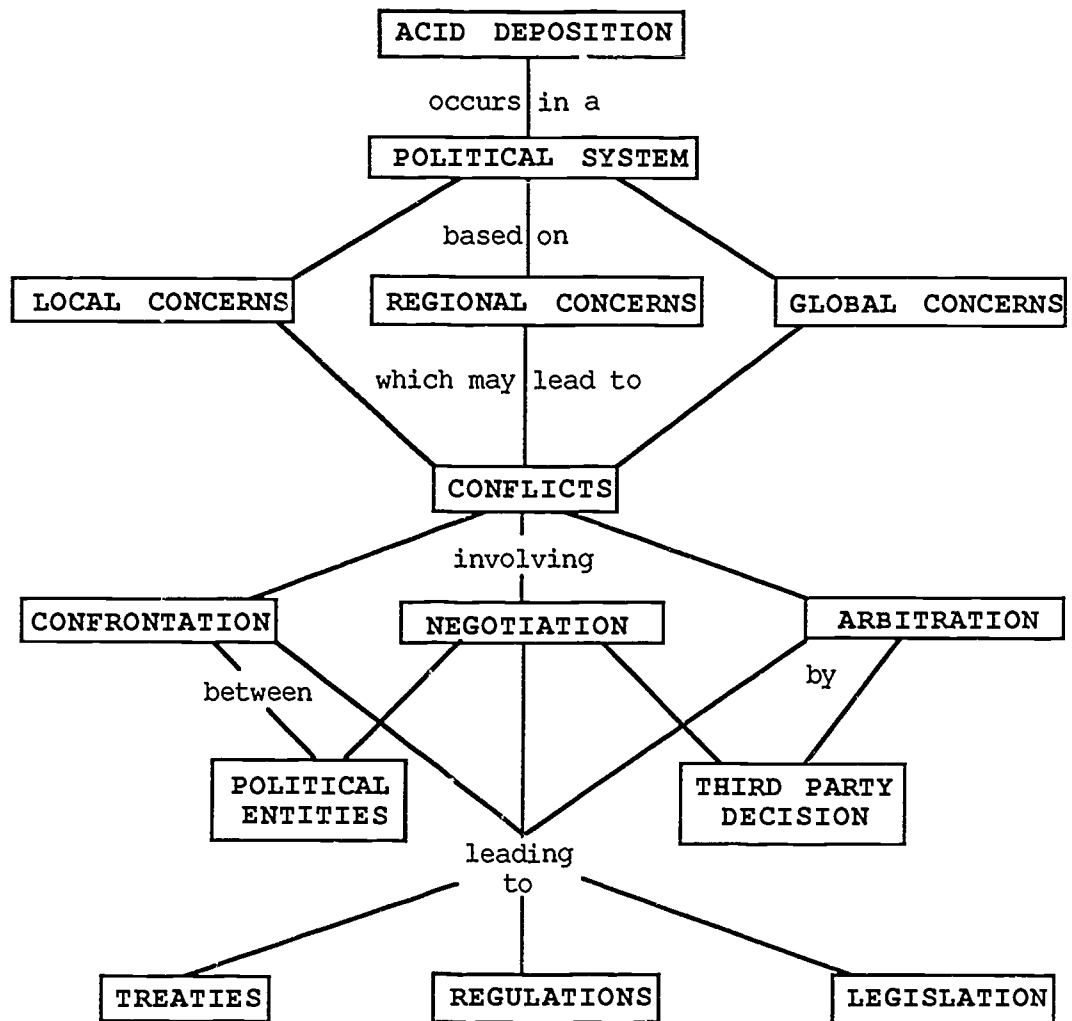 ACID DEPOSITION
occurs in a
POLITICAL SYSTEM
based on
LOCAL CONCERNS REGIONAL CONCERNS GLOBAL CONCERNS
which may lead to
CONFLICTS
involving
CONFRONTATION NEGOTIATION ARBITRATION
between by
POLITICAL ENTITIES THIRD PARTY DECISION
leading
to
TREATIES REGULATIONS LEGISLATION